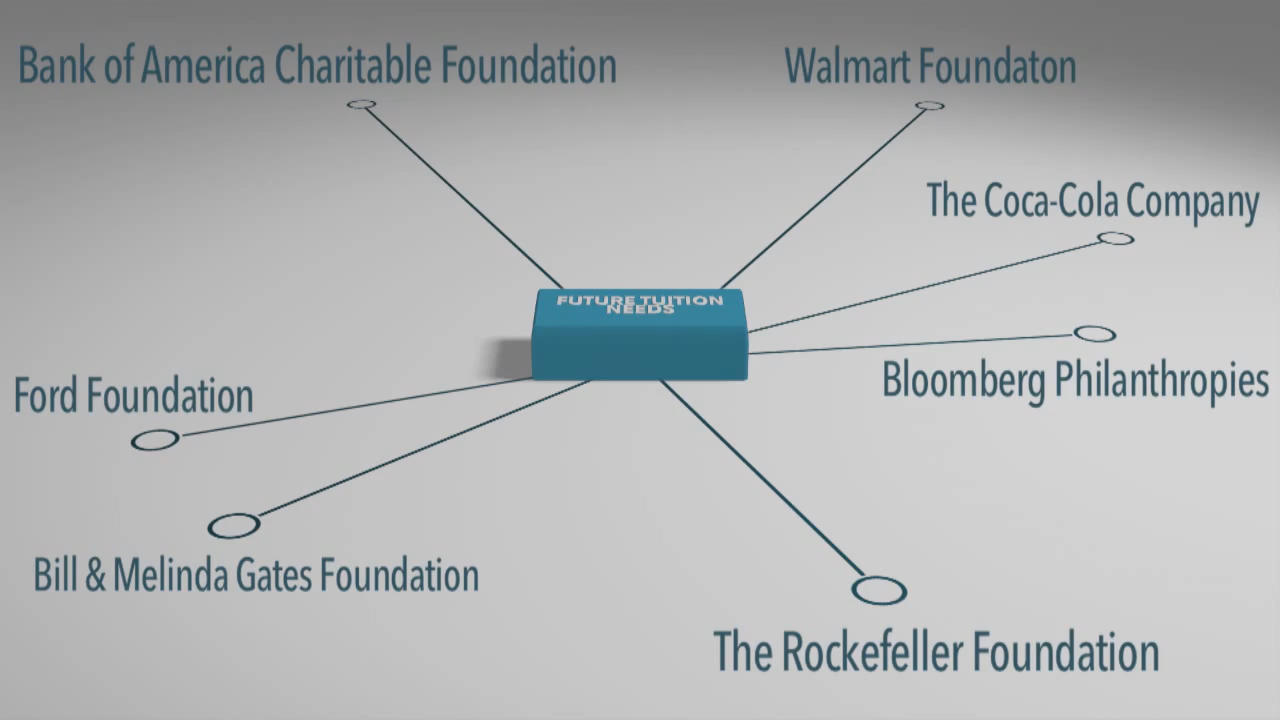 Bank of America Charitable Foundation
Walmart Foundaton
The Coca-Cola Company
FUTURE TUITION
NEEDS
Bloomberg Philanthropies
Ford Foundation
Bill & Melinda Gates Foundation
The Rockefeller Foundation